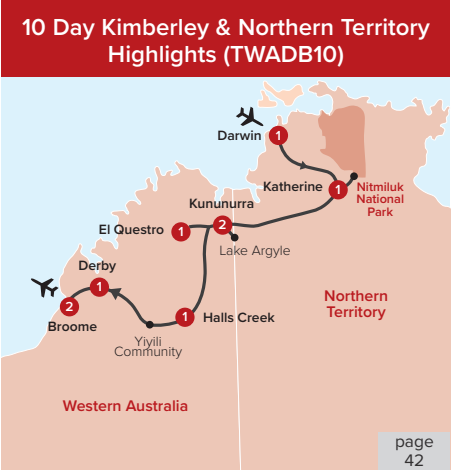 10 Day Kimberley & Northern Territory
Highlights (TWADB10)
Darwin
1
Katherine
1
Nitmiluk
National
Park
Kununurra
2
El Questro
1
Lake Argyle
Derby
1
2
Broome
1
Halls Creek
Yiyili
Community
Northern
Territory
Western Australia
page
42